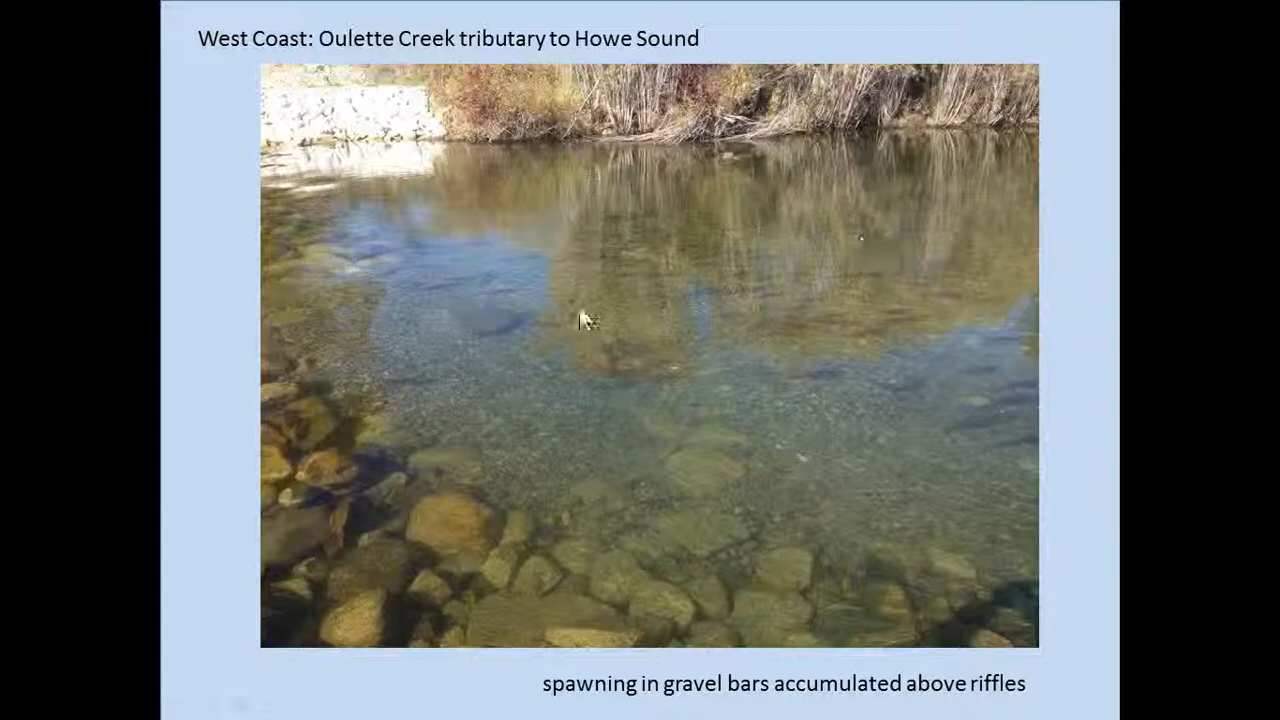 West Coast: Oulette Creek tributary to Howe Sound
spawning in gravel bars accumulated above riffles